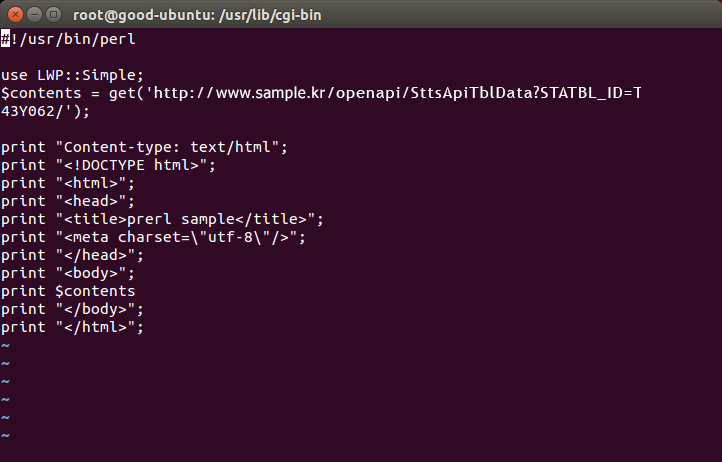 root@good-ubuntu: /usr/lib/cgi-bin
#!/usr/bin/perl
use LWP::Simple;
$contents = get('http://www.sample.kr/openapi/SttsApiTblData?STATBL_ID=T
43Y062/');
print "Content-type: text/html";
print "<!DOCTYPE html>";
print "<html>";
print "<head>";
print "<title>prerl sample</title>";
print "<meta charset=\"utf-8\"/>";
print "</head>";
print "<body>";
print $contents
print "</body>";
print "</html>";
~
~
~
~
~
~